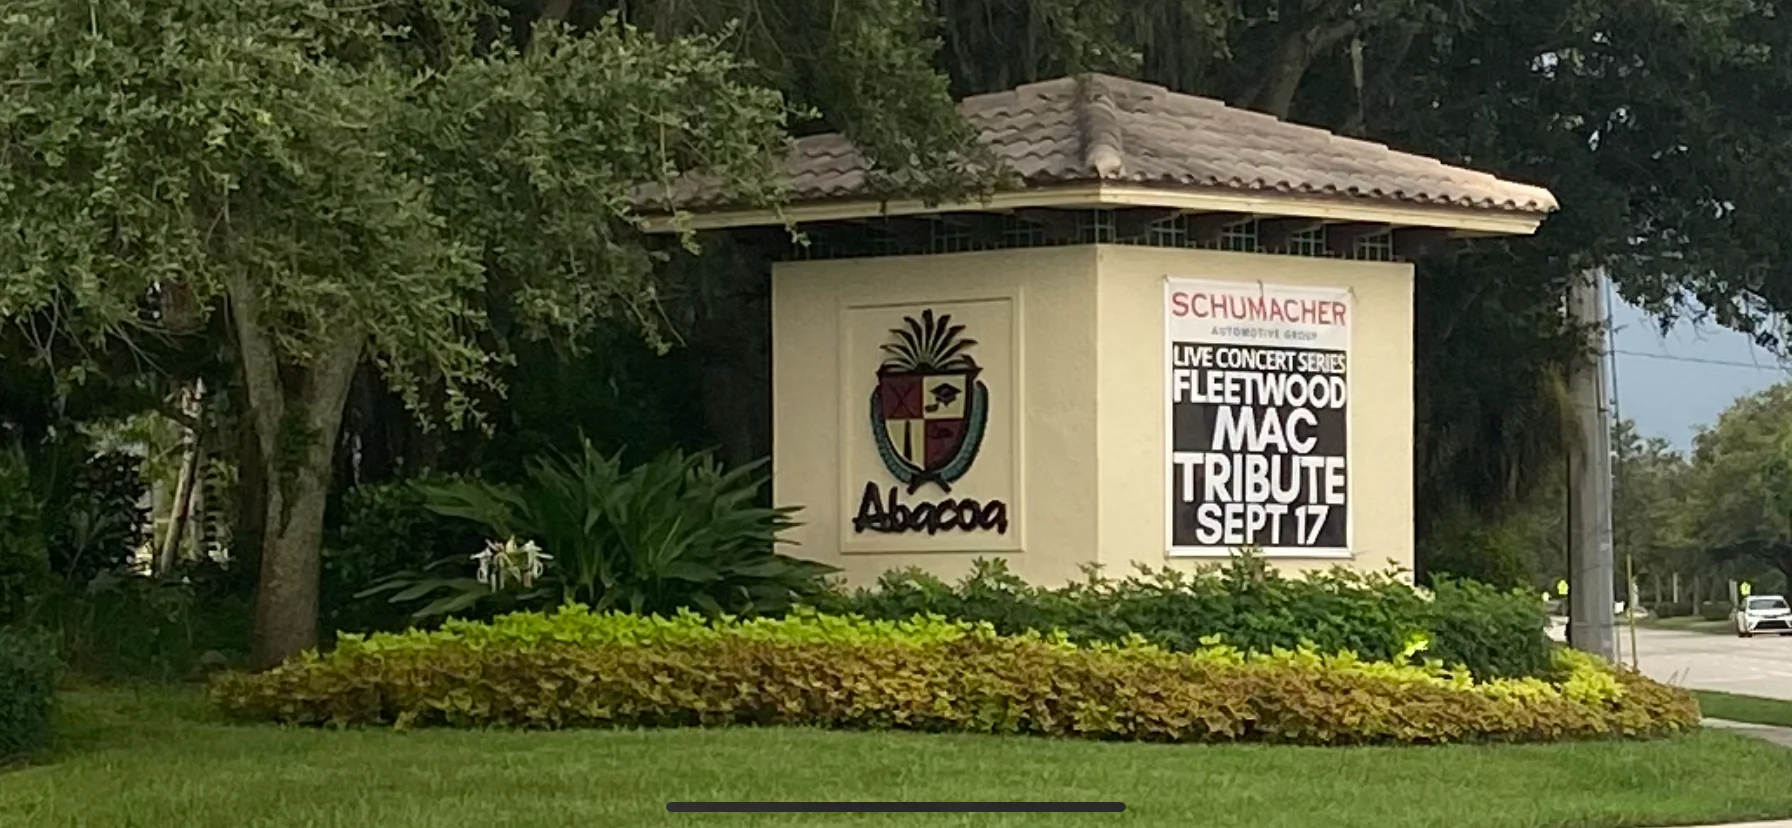 Abacoa
SCHUMACHER
AUTOMOTIVE GROUP
LIVE CONCERT SERIES
FLEETWOOD
MAC
TRIBUTE
SEPT 17